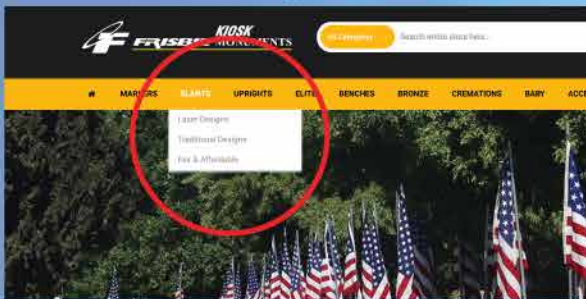 KIOSK
FRISBIE MONUMENTS
All Categories Search entire store here...
MARKERS SLANTS UPRIGHTS ELITE BENCHES BRONZE CREMATIONS BABY ACCE
Laser Designs
Traditional Designs
Fair & Affordable